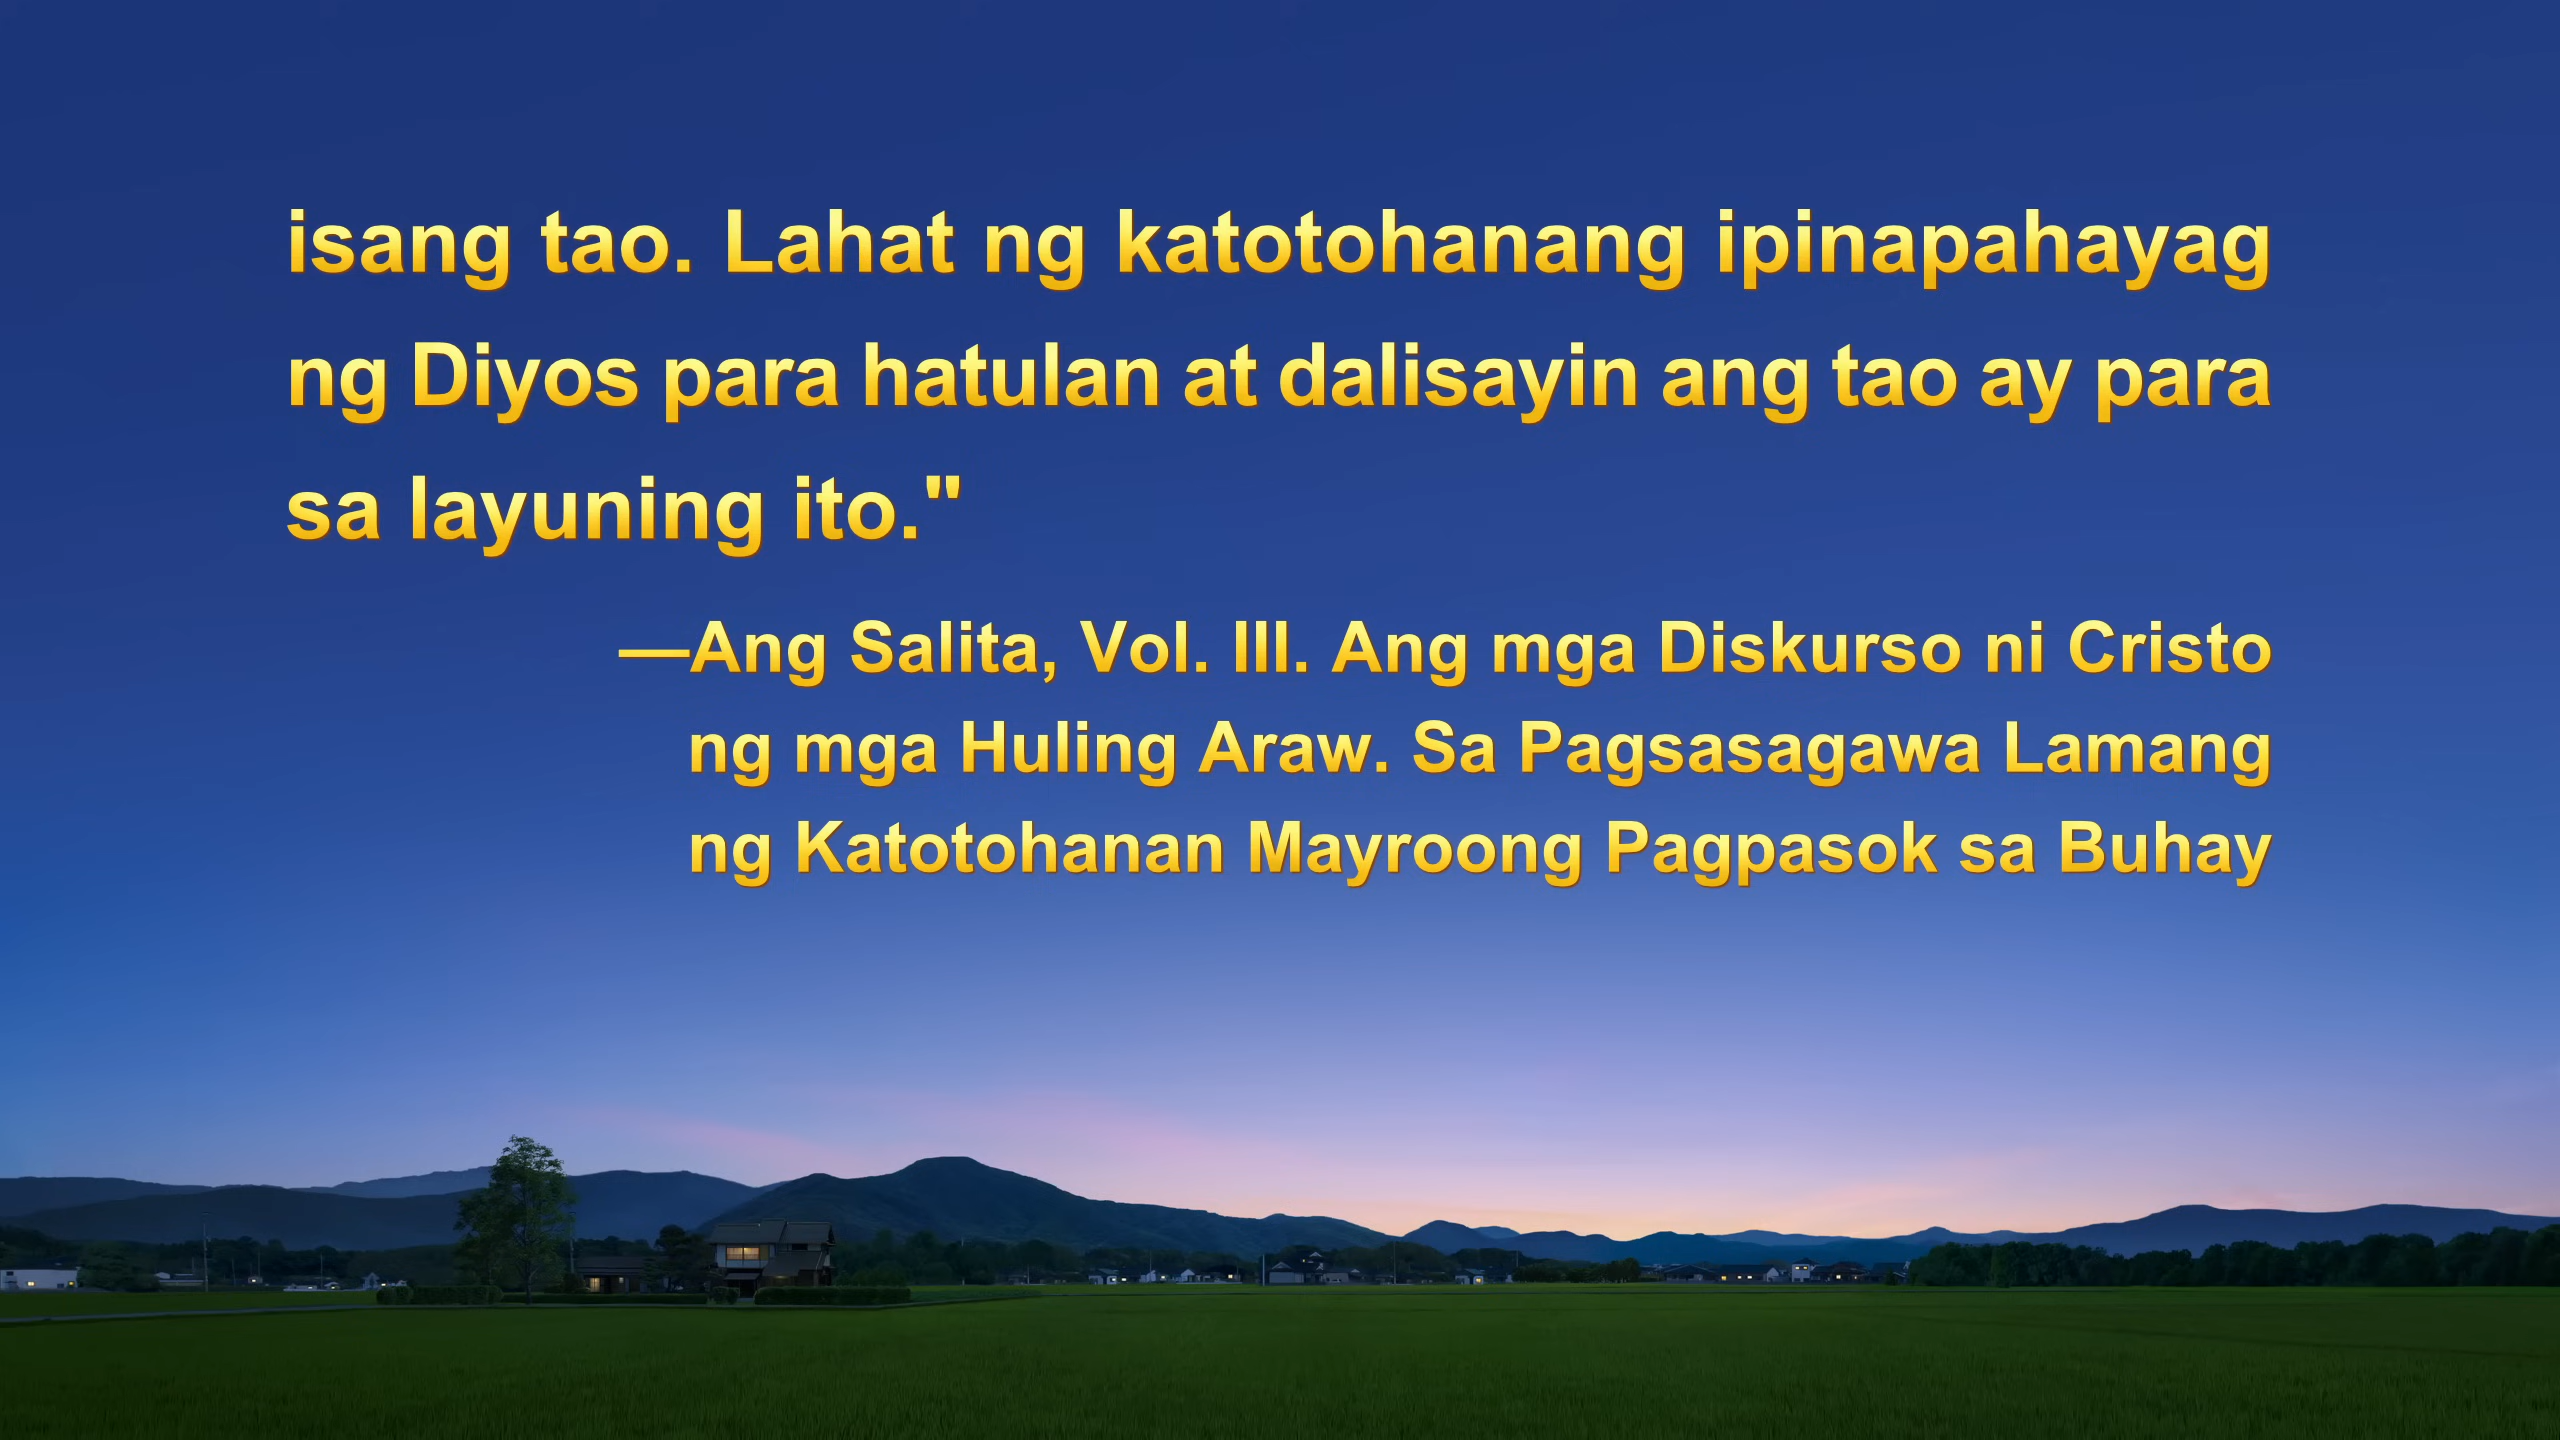 isang tao. Lahat ng katotohanang ipinapahayag
ng Diyos para hatulan at dalisayin ang tao ay para
sa layuning ito."
—Ang Salita, Vol. III. Ang mga Diskurso ni Cristo
ng mga Huling Araw. Sa Pagsasagawa Lamang
ng Katotohanan Mayroong Pagpasok sa Buhay